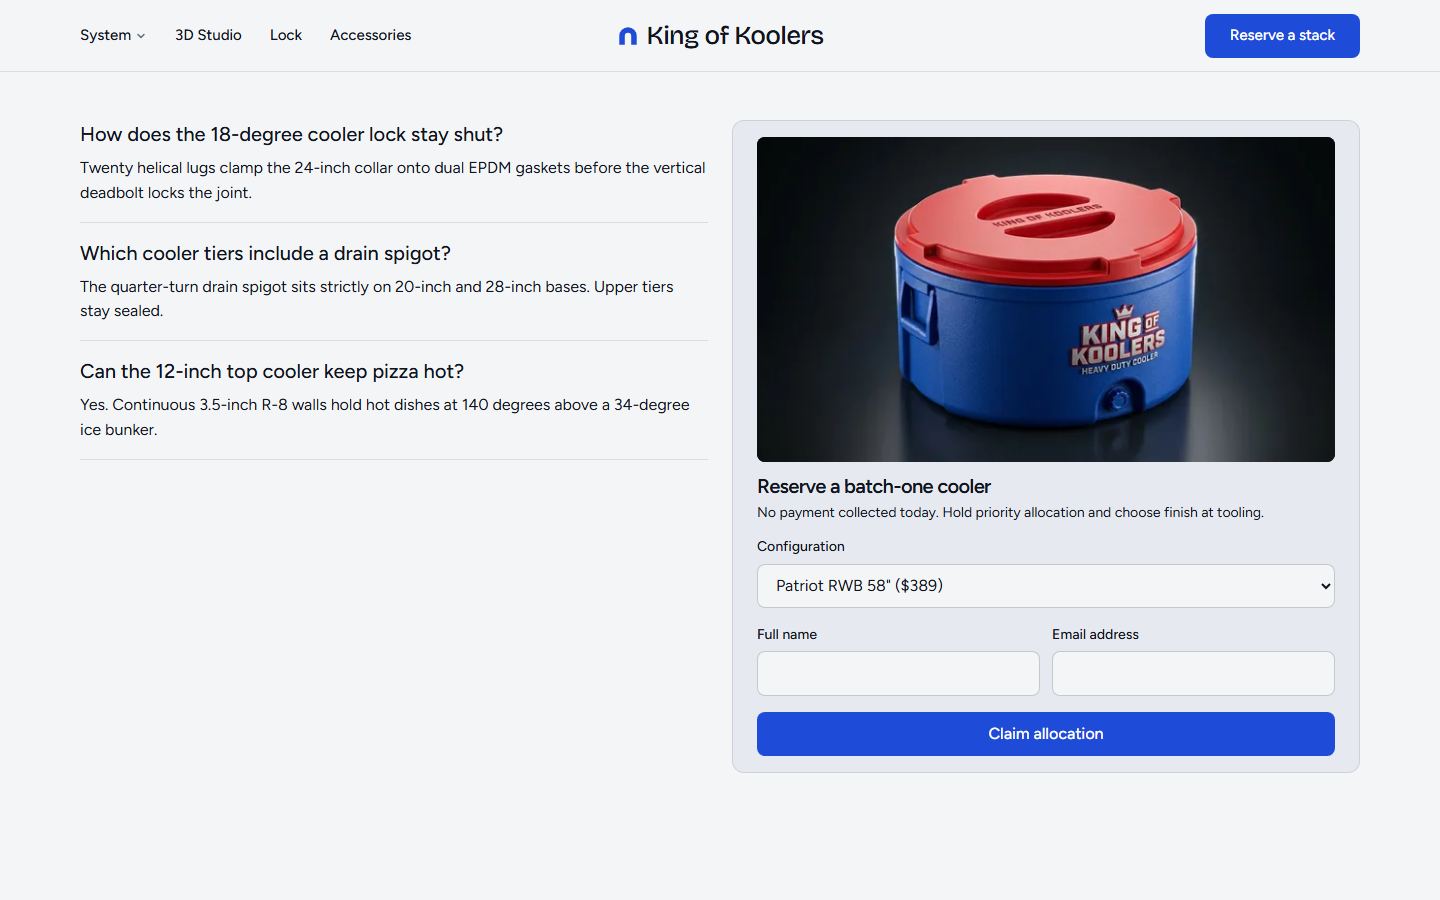 System
3D Studio
Lock
Accessories
King of Koolers
Reserve a stack
How does the 18-degree cooler lock stay shut?
Twenty helical lugs clamp the 24-inch collar onto dual EPDM gaskets before the vertical
deadbolt locks the joint.
Which cooler tiers include a drain spigot?
The quarter-turn drain spigot sits strictly on 20-inch and 28-inch bases. Upper tiers
stay sealed.
Can the 12-inch top cooler keep pizza hot?
Yes. Continuous 3.5-inch R-8 walls hold hot dishes at 140 degrees above a 34-degree
ice bunker.
KING OF KOOLERS
KING OF
KOOLERS
HEAVY DUTY COOLER
Reserve a batch-one cooler
No payment collected today. Hold priority allocation and choose finish at tooling.
Configuration
Patriot RWB 58" ($389)
Full name
Email address
Claim allocation